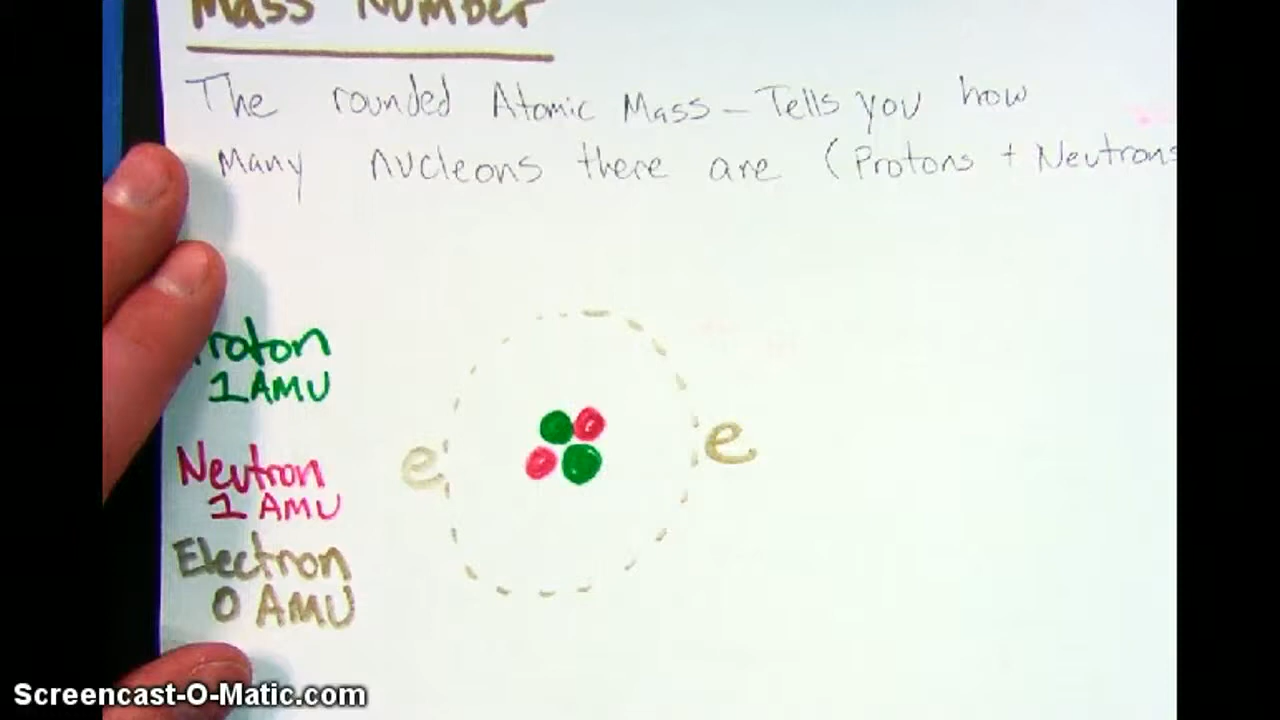 Mass Number
The rounded Atomic Mass - Tells you how
Many nucleons there are (Protons + Neutrons
roton
1 AMU
Neutron
1 AMU
Electron
0 AMU
e
e
Screencast-O-Matic.com